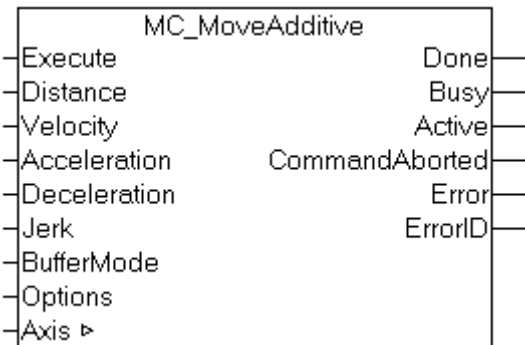 MC_MoveAdditive
Execute Done
Distance Busy
Velocity Active
Acceleration CommandAborted
Deceleration Error
Jerk ErrorID
BufferMode
Options
Axis